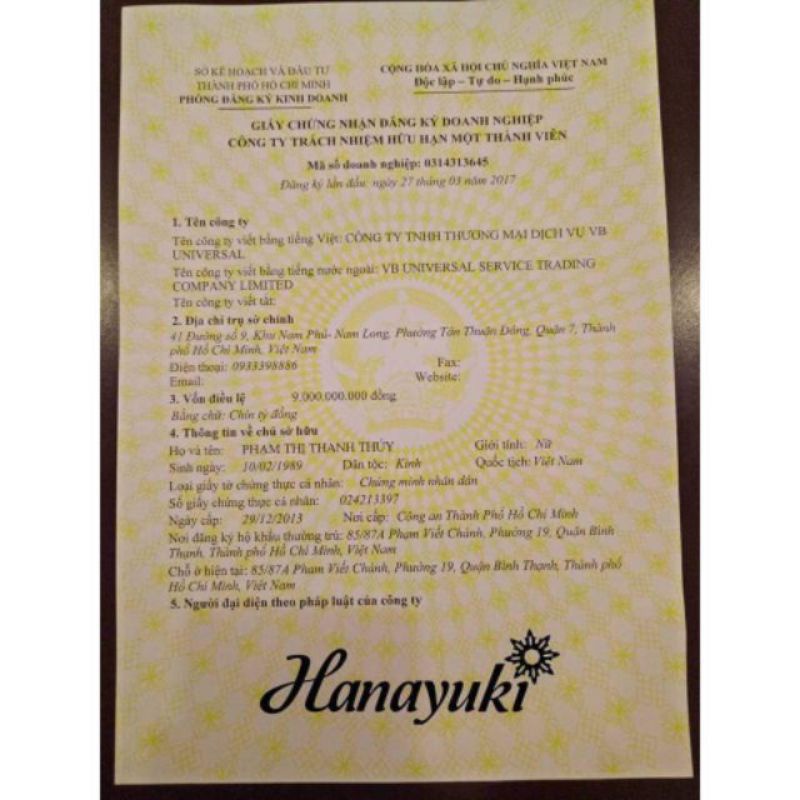 SỞ KẾ HOẠCH VÀ ĐẦU TƯ
THÀNH PHỐ HỒ CHÍ MINH
PHÒNG ĐĂNG KÝ KINH DOANH
CỘNG HÒA XÃ HỘI CHỦ NGHĨA VIỆT NAM
Độc lập – Tự do – Hạnh phúc
GIẤY CHỨNG NHẬN ĐĂNG KÝ DOANH NGHIỆP
CÔNG TY TRÁCH NHIỆM HỮU HẠN MỘT THÀNH VIÊN
Mã số doanh nghiệp: 0314313645
Đăng ký lần đầu: ngày 27 tháng 03 năm 2017
1. Tên công ty
Tên công ty viết bằng tiếng Việt: CÔNG TY TNHH THƯƠNG MẠI DỊCH VỤ VB
UNIVERSAL
Tên công ty viết bằng tiếng nước ngoài: VB UNIVERSAL SERVICE TRADING
COMPANY LIMITED
Tên công ty viết tắt:
2. Địa chỉ trụ sở chính
41 Đường số 9, Khu Nam Phú- Nam Long, Phường Tân Thuận Đông, Quận 7, Thành
phố Hồ Chí Minh, Việt Nam
Điện thoại: 0933398886 Fax:
Email: Website:
3. Vốn điều lệ 9.000.000.000 đồng
Bằng chữ: Chín tỷ đồng
4. Thông tin về chủ sở hữu
Họ và tên: PHẠM THỊ THANH THÚY Giới tính: Nữ
Sinh ngày: 10/02/1989 Dân tộc: Kinh Quốc tịch: Việt Nam
Loại giấy tờ chứng thực cá nhân: Chứng minh nhân dân
Số giấy chứng thực cá nhân: 024213397
Ngày cấp: 29/12/2013 Nơi cấp: Công an Thành Phố Hồ Chí Minh
Nơi đăng ký hộ khẩu thường trú: 85/87A Phạm Viết Chánh, Phường 19, Quận Bình
Thạnh, Thành phố Hồ Chí Minh, Việt Nam
Chỗ ở hiện tại: 85/87A Phạm Viết Chánh, Phường 19, Quận Bình Thạnh, Thành phố
Hồ Chí Minh, Việt Nam
5. Người đại diện theo pháp luật của công ty
Hanayuki